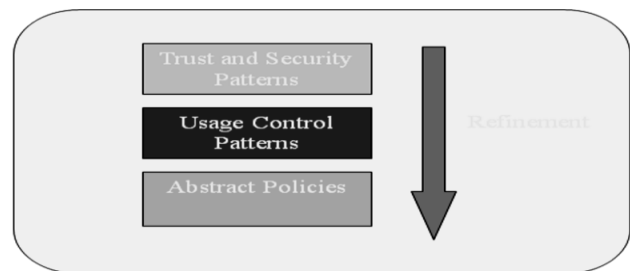 Trust and Security
Patterns
Usage Control
Patterns
Refinement
Abstract Policies